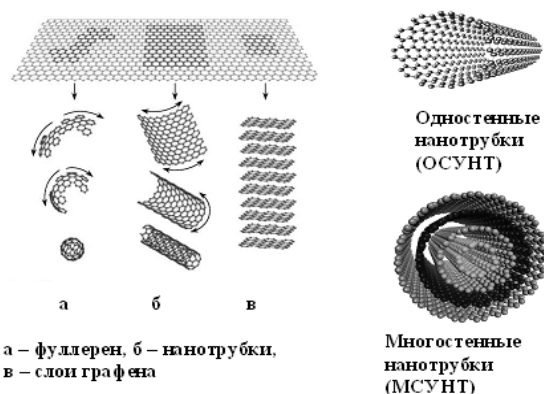 Одностенные
нанотрубки
(ОСУНТ)
а
б
в
а – фуллерен, б – нанотрубки,
в – слои графена
Многостенные
нанотрубки
(МСУНТ)